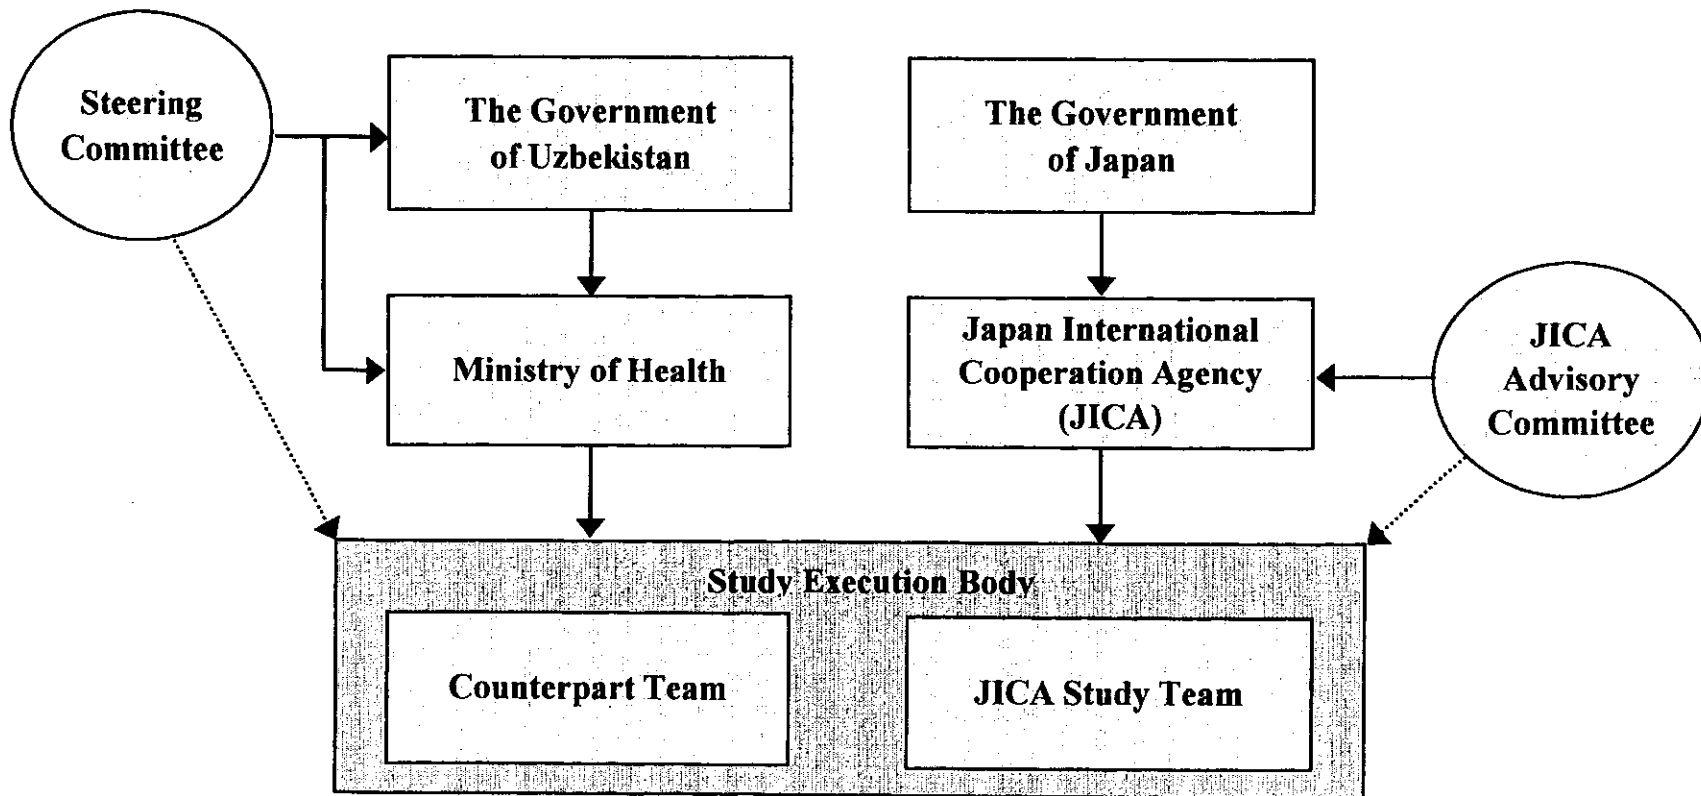 Steering
Committee
The Government
of Uzbekistan
The Government
of Japan
Ministry of Health
Japan International
Cooperation Agency
(JICA)
JICA
Advisory
Committee
Study Execution Body
Counterpart Team
JICA Study Team